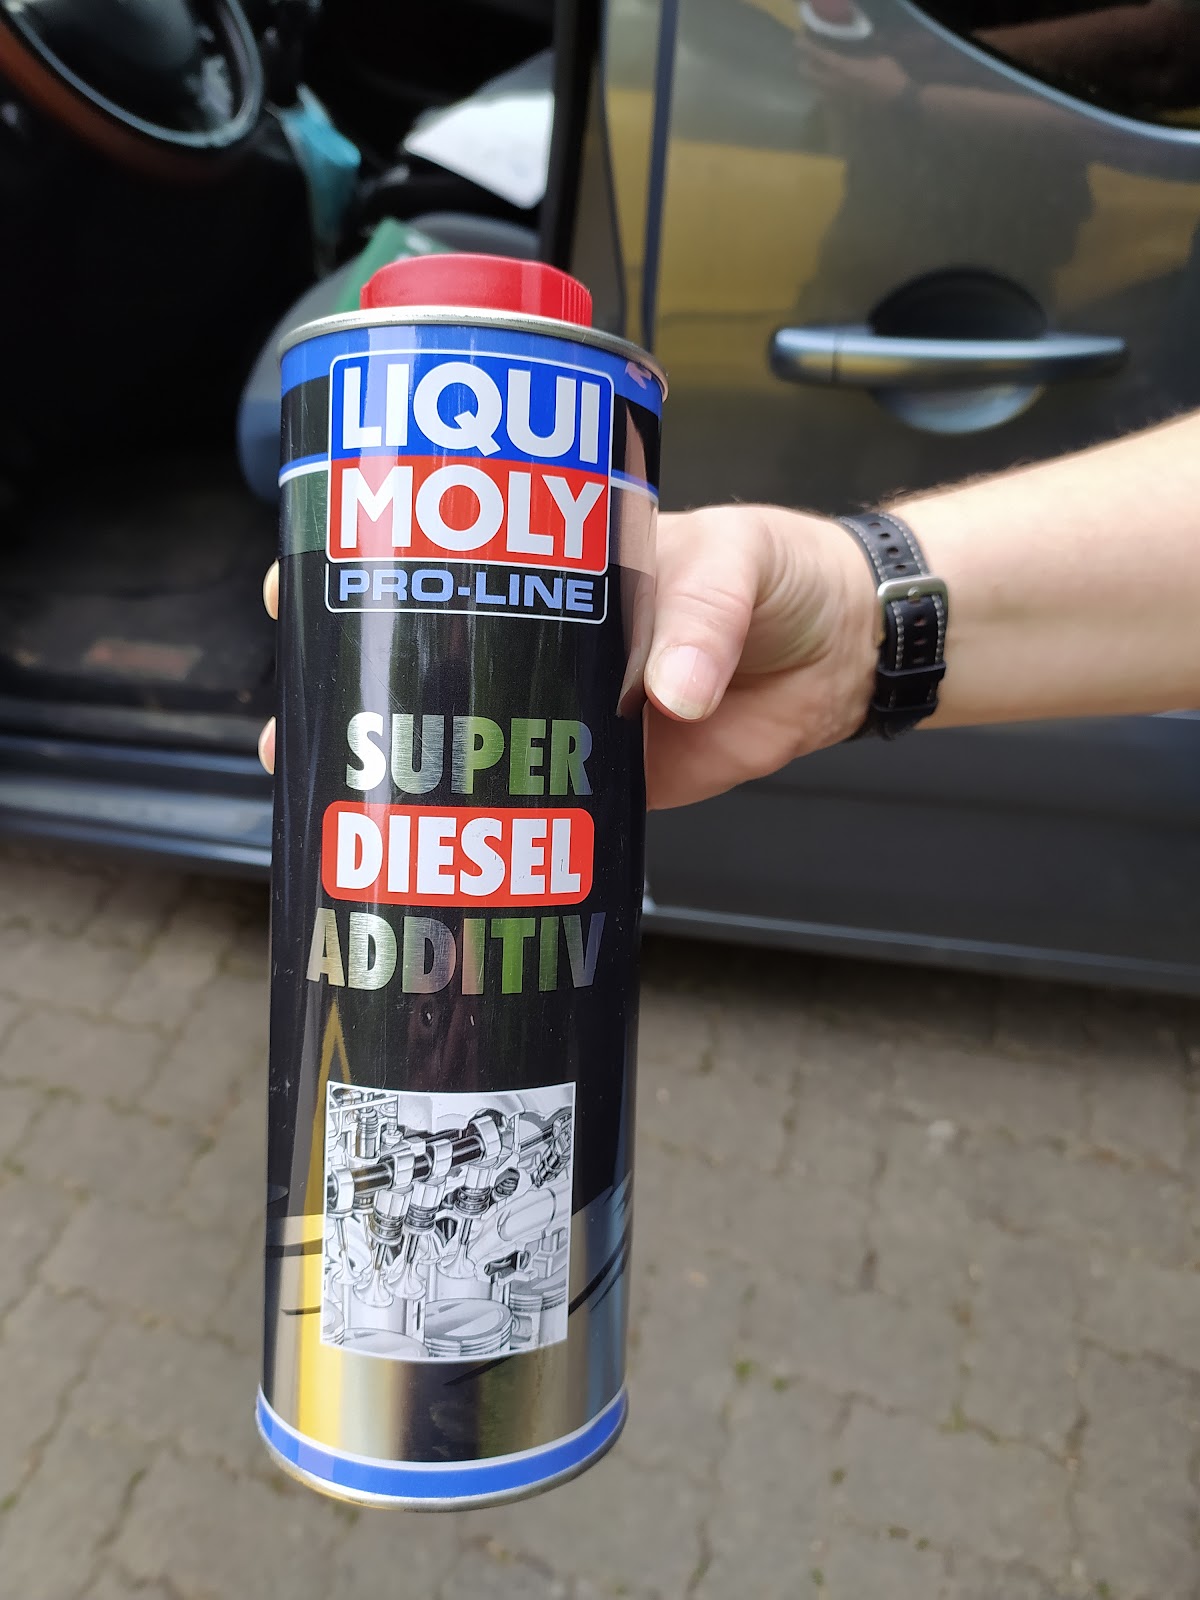 LIQUI
MOLY
PRO-LINE
SUPER
DIESEL
ADDITIV